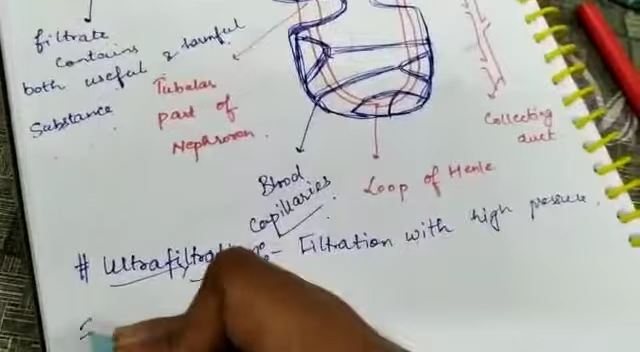 filtrate
contains
both useful & harmful
Substance
Tubular
part of
Nephroron.
Collecting
duct
Blood
capillaries
Loop of Henle
# Ultrafiltration:- Filtration with high pressure.